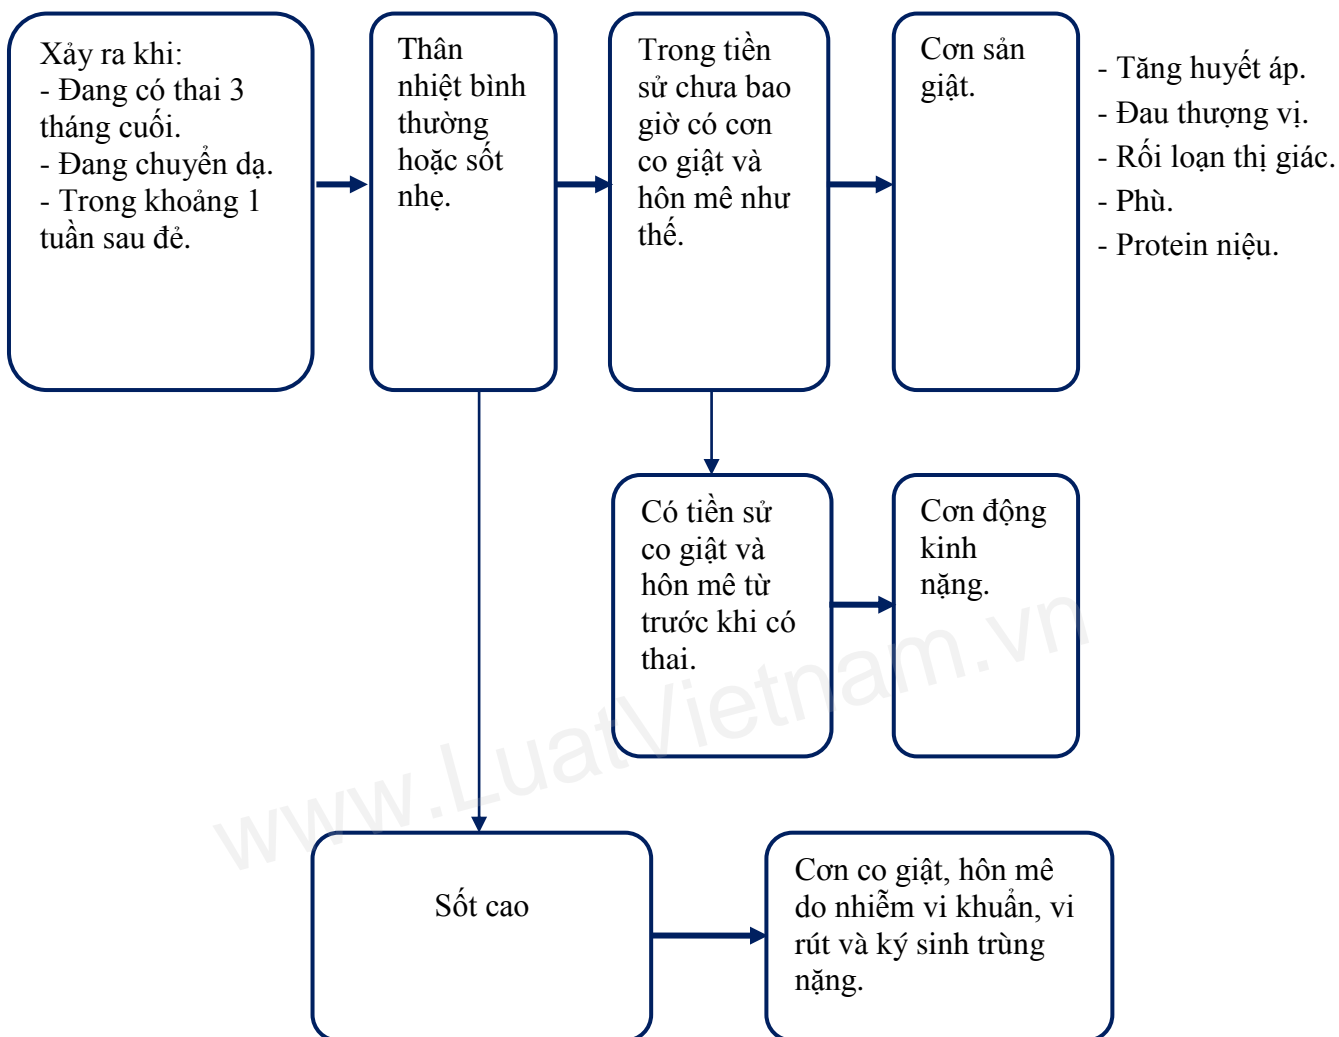 Xảy ra khi:
- Đang có thai 3
tháng cuối.
- Đang chuyển dạ.
- Trong khoảng 1
tuần sau đẻ.
Thân
nhiệt bình
thường
hoặc sốt
nhẹ.
Trong tiền
sử chưa bao
giờ có cơn
co giật và
hôn mê như
thế.
Cơn sản
giật.
- Tăng huyết áp.
- Đau thượng vị.
- Rối loạn thị giác.
- Phù.
- Protein niệu.
Có tiền sử
co giật và
hôn mê từ
trước khi có
thai.
Cơn động
kinh
nặng.
www.LuatVietnam.vn
Sốt cao
Cơn co giật, hôn mê
do nhiễm vi khuẩn, vi
rút và ký sinh trùng
nặng.